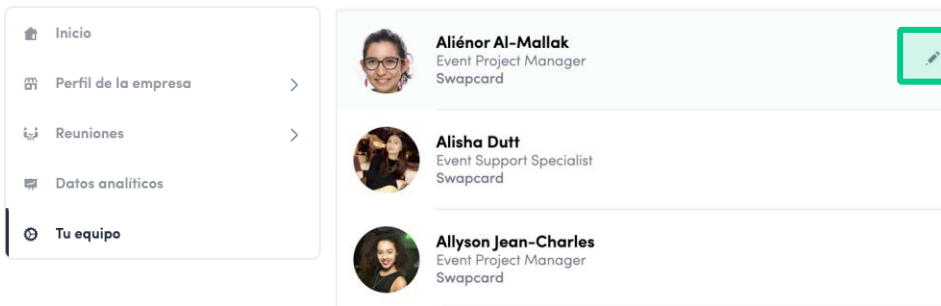 Inicio
Perfil de la empresa
Reuniones
Datos analíticos
Tu equipo
Aliénor Al-Mallak
Event Project Manager
Swapcard
Alisha Dutt
Event Support Specialist
Swapcard
Allyson Jean-Charles
Event Project Manager
Swapcard